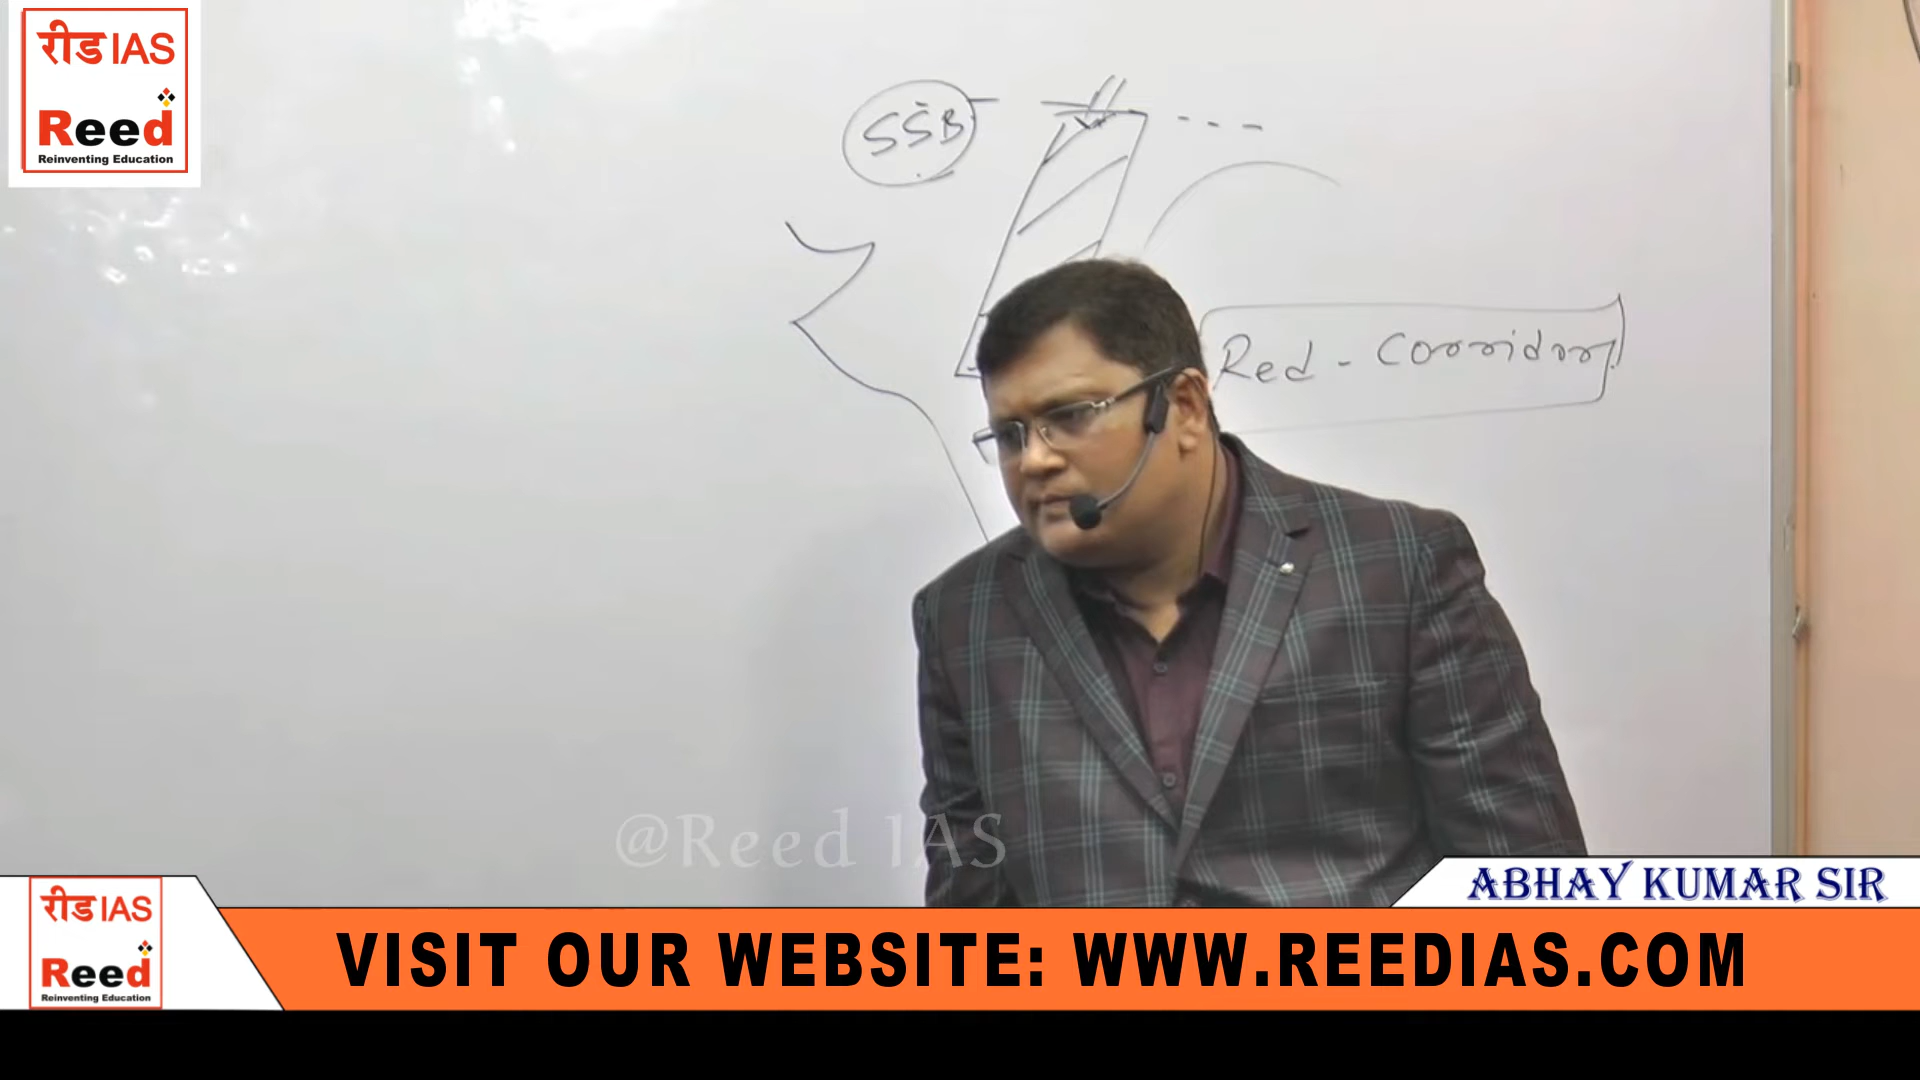 रीड IAS
Reed
Reinventing Education
SSB
Red - Corridor
@Reed IAS
ABHAY KUMAR SIR
रीड IAS
Reed
Reinventing Education
VISIT OUR WEBSITE: WWW.REEDIAS.COM